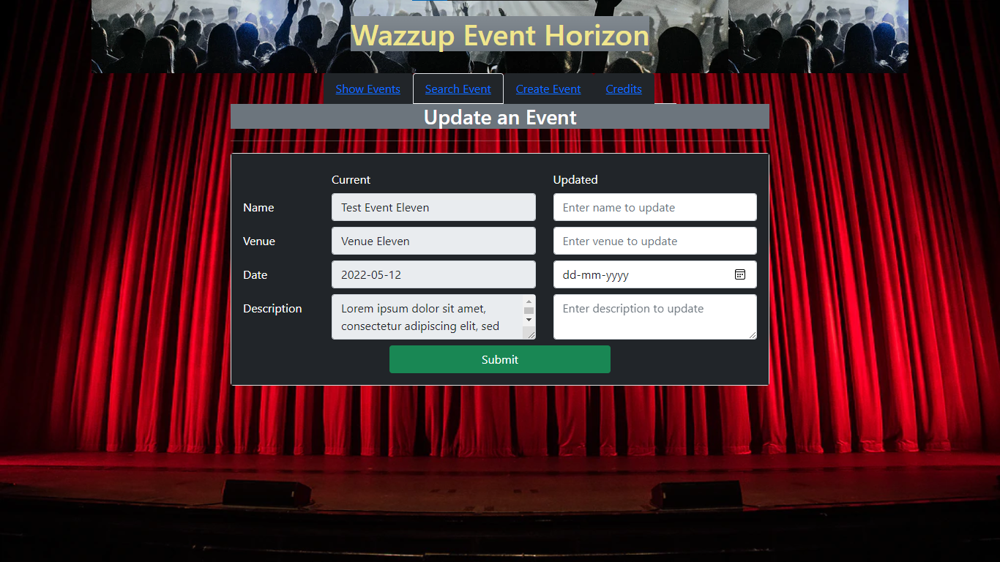 Wazzup Event Horizon
Show Events Search Event Create Event Credits
Update an Event
Current Updated
Name Test Event Eleven Enter name to update
Venue Venue Eleven Enter venue to update
Date 2022-05-12 dd-mm-yyyy
Description Lorem ipsum dolor sit amet, Enter description to update
consectetur adipiscing elit, sed
Submit